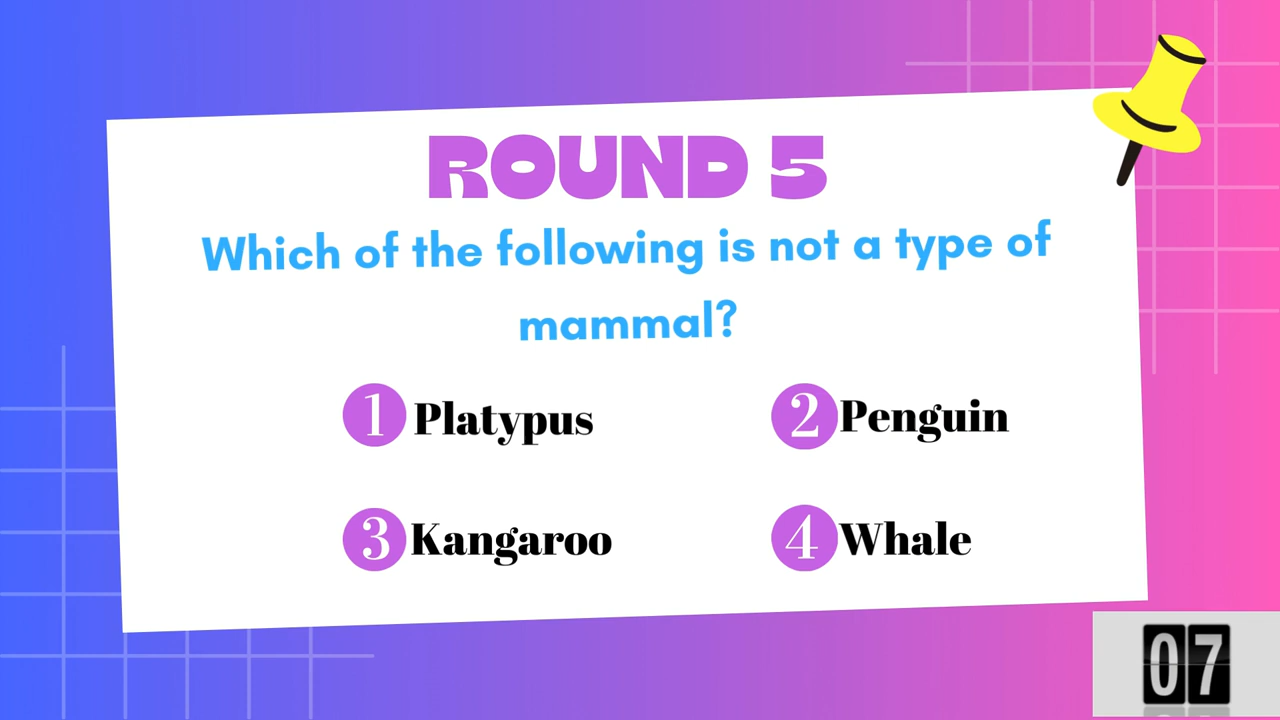 ROUND 5
Which of the following is not a type of
mammal?
1 Platypus
2 Penguin
3 Kangaroo
4 Whale
07